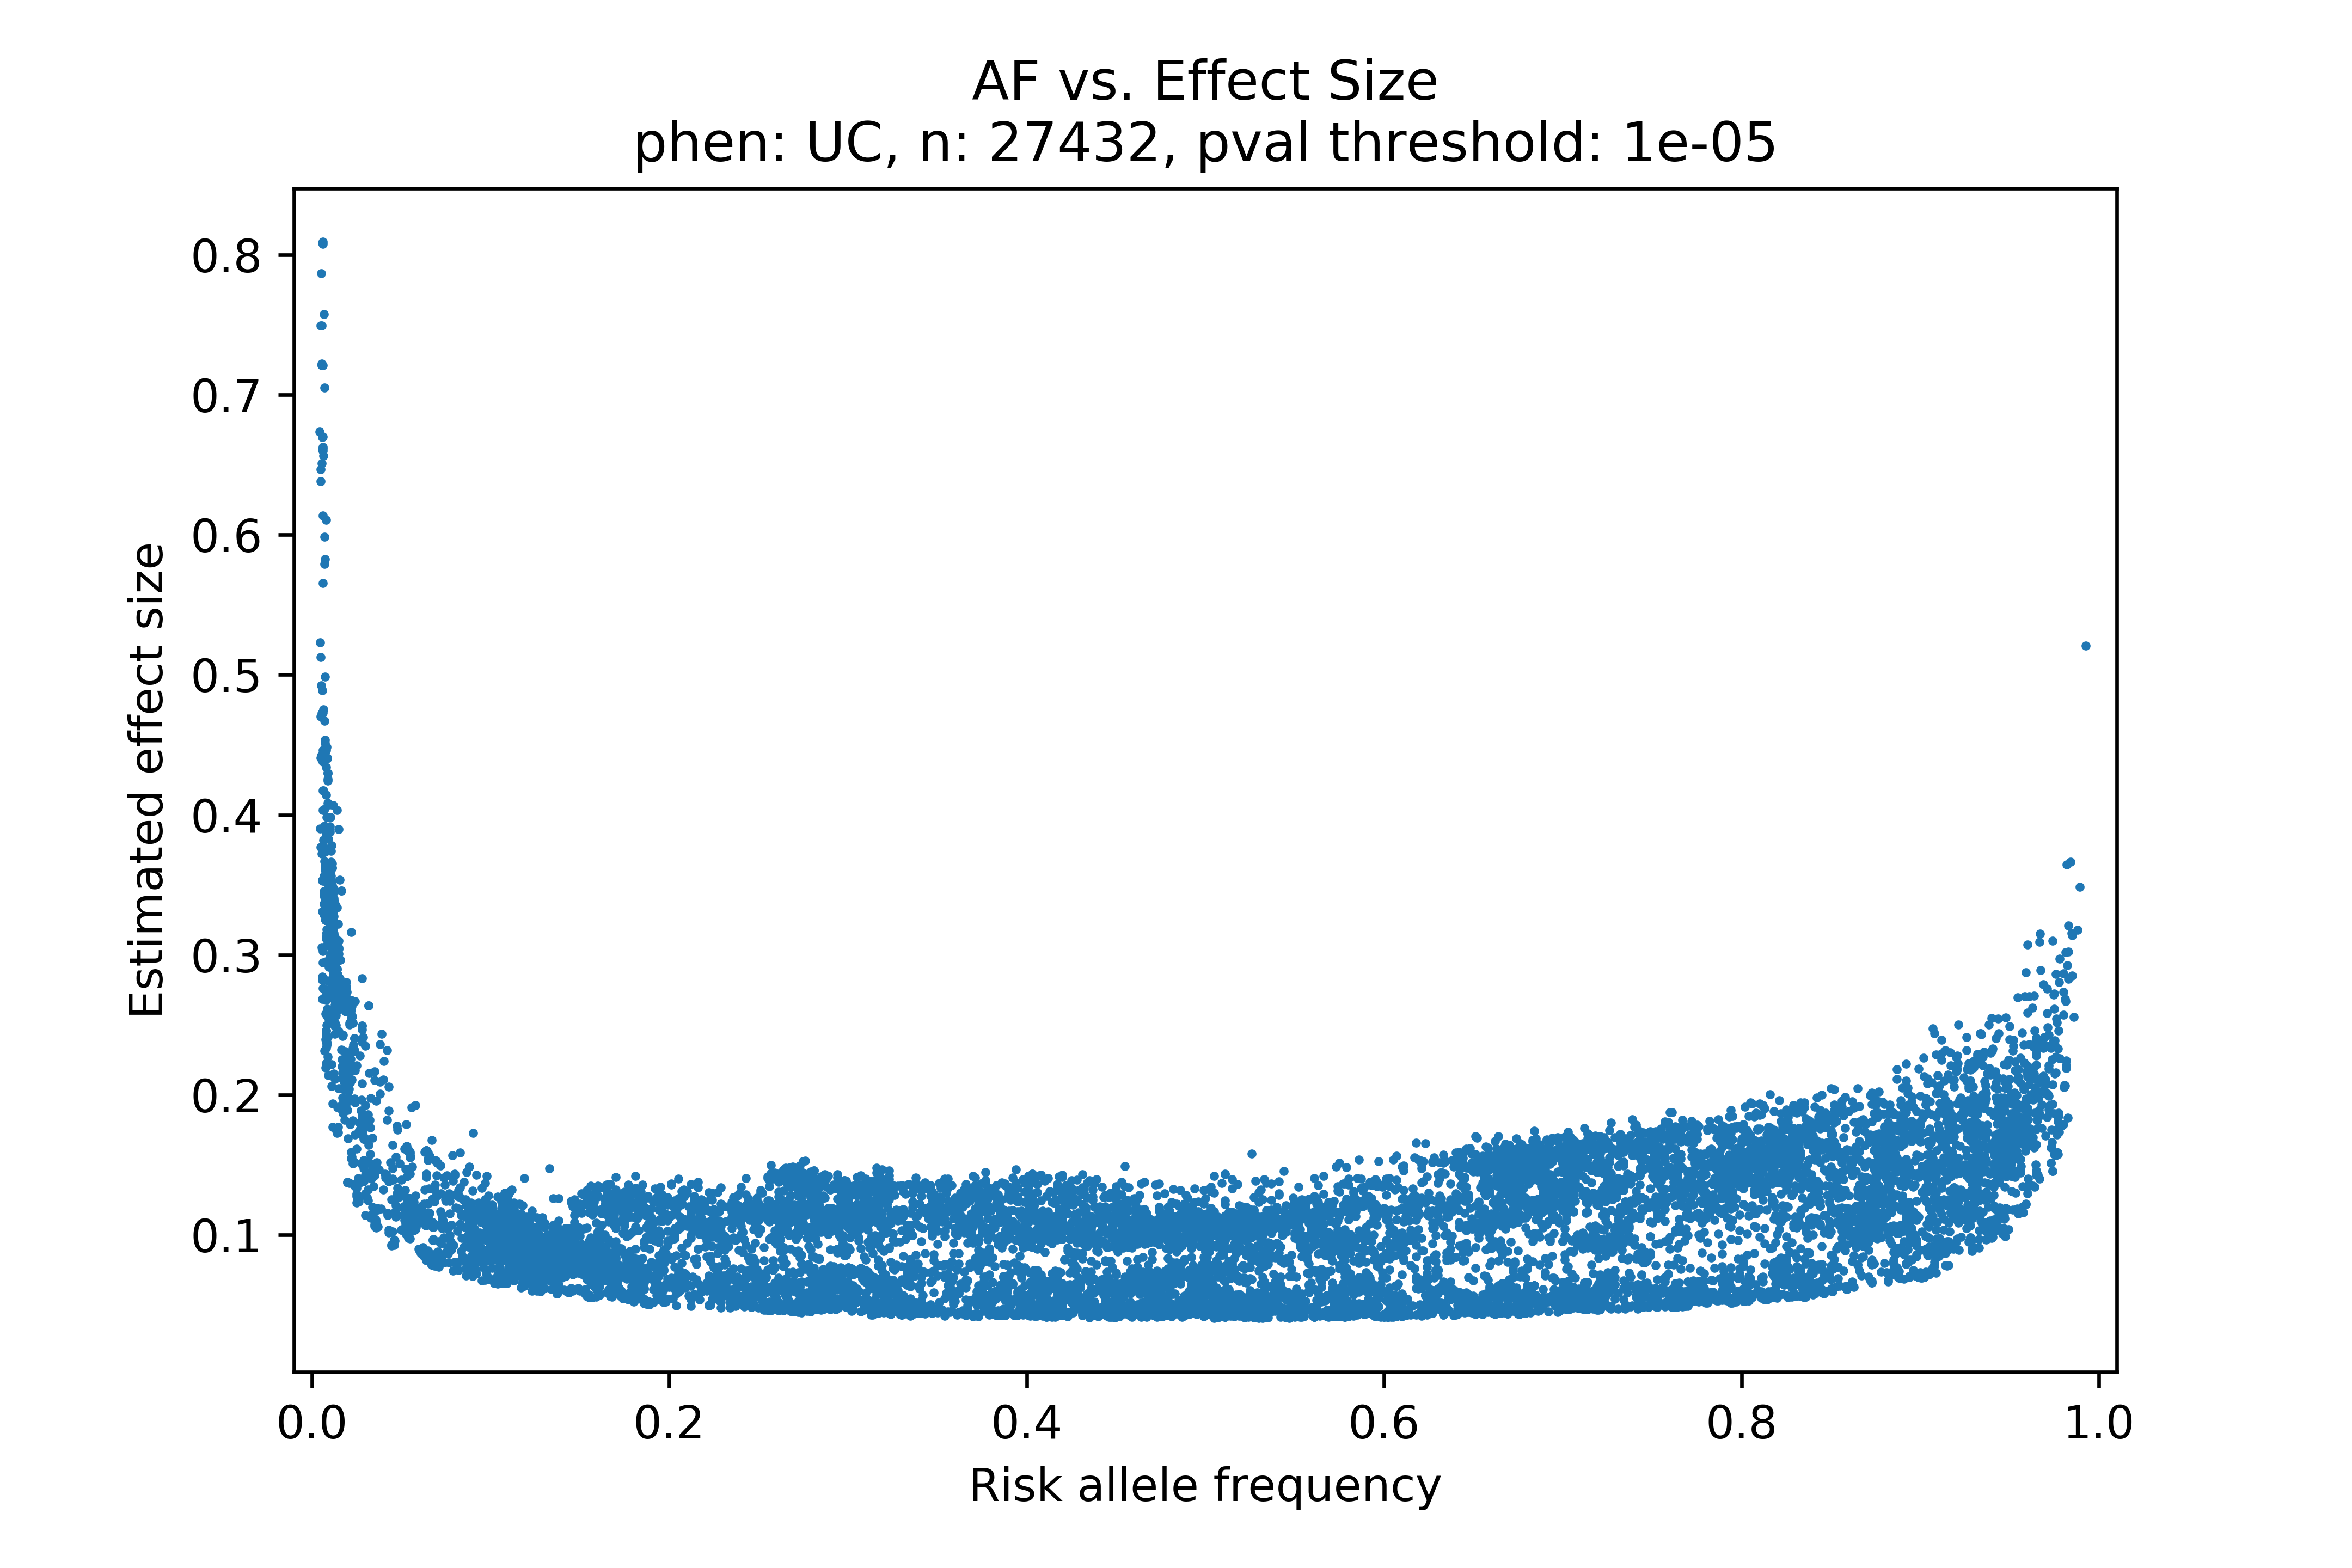 AF vs. Effect Size
phen: UC, n: 27432, pval threshold: 1e-05
0.8
0.7
0.6
0.5
0.4
0.3
0.2
0.1
Estimated effect size
0.0 0.2 0.4 0.6 0.8 1.0
Risk allele frequency